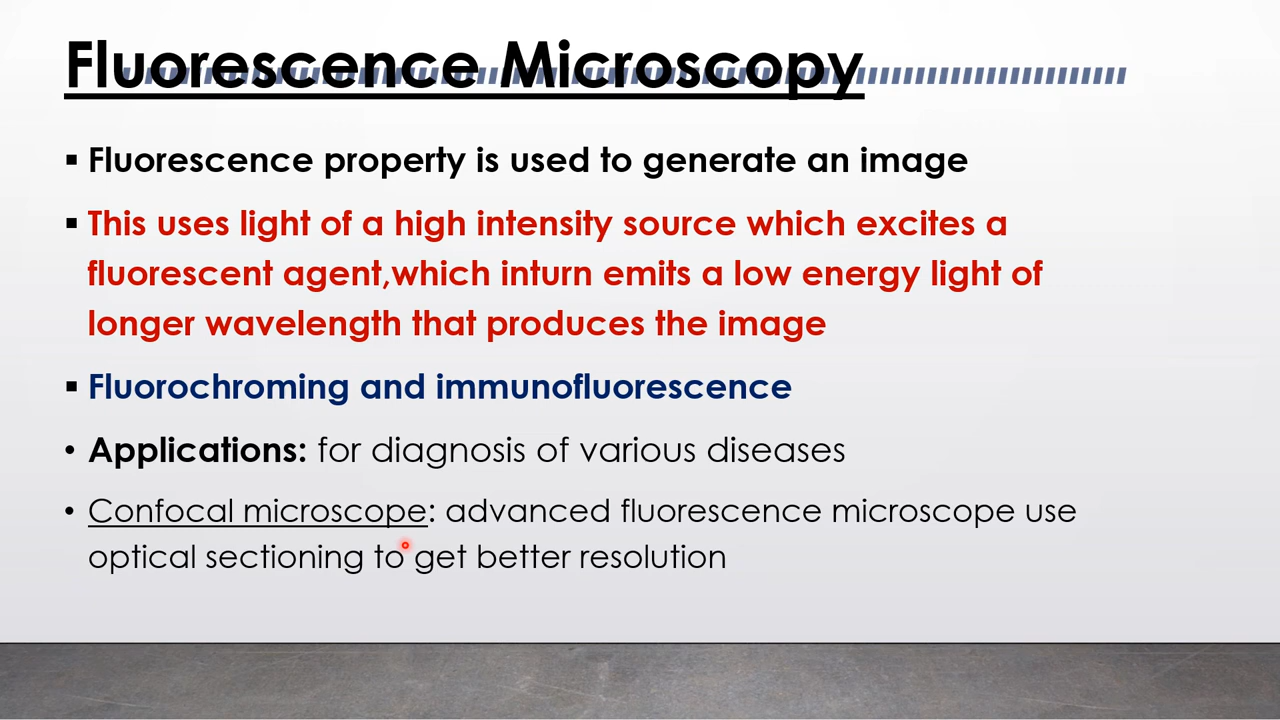 Fluorescence Microscopy
▪ Fluorescence property is used to generate an image
▪ This uses light of a high intensity source which excites a
fluorescent agent,which inturn emits a low energy light of
longer wavelength that produces the image
▪ Fluorochroming and immunofluorescence
• Applications: for diagnosis of various diseases
• Confocal microscope: advanced fluorescence microscope use
optical sectioning to get better resolution